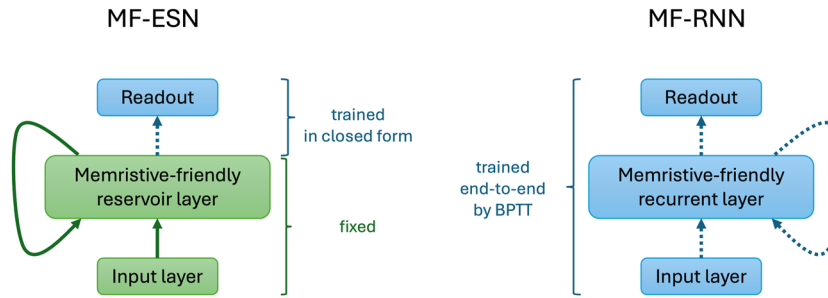 MF-ESN
Readout
trained
in closed form
Memristive-friendly
reservoir layer
fixed
Input layer
MF-RNN
Readout
trained
end-to-end
by BPTT
Memristive-friendly
recurrent layer
Input layer